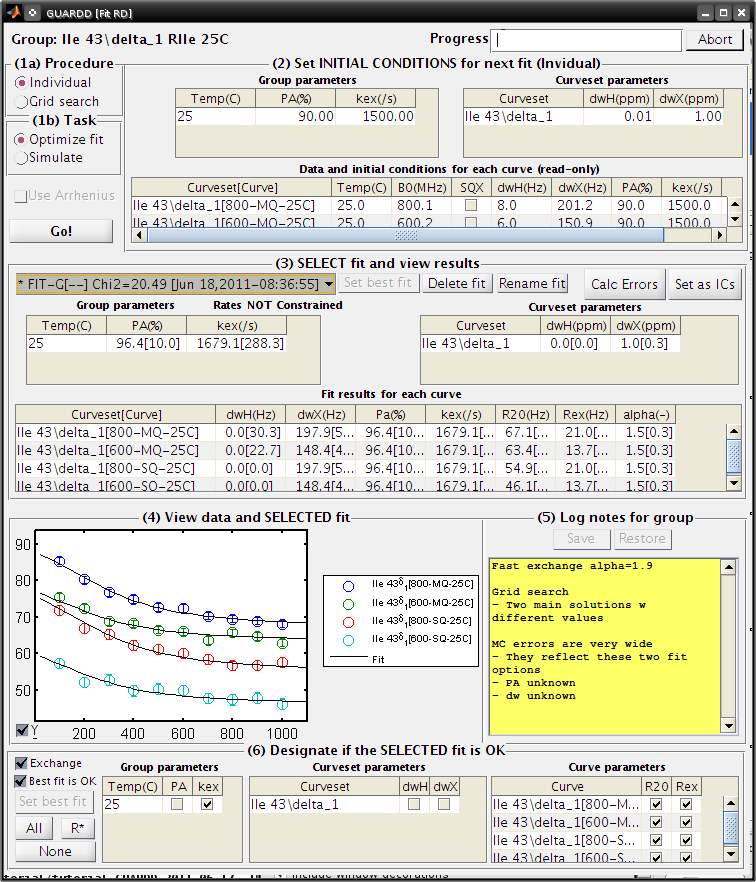 GUARDD [Fit RD]
Group: Ile 43\delta_1 RIle 25C
Progress
Abort
(1a) Procedure
Individual
Grid search
(1b) Task
Optimize fit
Simulate
Use Arrhenius
Go!
(2) Set INITIAL CONDITIONS for next fit (Invidual)
Group parameters
Temp(C) PA(%) kex(/s)
25 90.00 1500.00
Curveset parameters
Curveset dwH(ppm) dwX(ppm)
Ile 43\delta_1 0.01 1.00
Data and initial conditions for each curve (read-only)
Curveset[Curve] Temp(C) B0(MHz) SQX dwH(Hz) dwX(Hz) PA(%) kex(/s)
Ile 43\delta_1[800-MQ-25C] 25.0 800.1 8.0 201.2 90.0 1500.0
Ile 43\delta_1[600-MQ-25C] 25.0 600.2 6.0 150.9 90.0 1500.0
(3) SELECT fit and view results
* FIT-G[--] Chi2=20.49 [Jun 18,2011-08:36:55]
Set best fit
Delete fit
Rename fit
Calc Errors
Set as ICs
Group parameters Rates NOT Constrained
Temp(C) PA(%) kex(/s)
25 96.4[10.0] 1679.1[288.3]
Curveset parameters
Curveset dwH(ppm) dwX(ppm)
Ile 43\delta_1 0.0[0.0] 1.0[0.3]
Fit results for each curve
Curveset[Curve] dwH(Hz) dwX(Hz) Pa(%) kex(/s) R20(Hz) Rex(Hz) alpha(-)
Ile 43\delta_1[800-MQ-25C] 0.0[30.3] 197.9[5... 96.4[10... 1679.1[... 67.1[... 21.0[... 1.5[0.3]
Ile 43\delta_1[600-MQ-25C] 0.0[22.7] 148.4[4... 96.4[10... 1679.1[... 63.4[... 13.7[... 1.5[0.3]
Ile 43\delta_1[800-SQ-25C] 0.0[0.0] 197.9[5... 96.4[10... 1679.1[... 54.9[... 21.0[... 1.5[0.3]
Ile 43\delta_1[600-SQ-25C] 0.0[0.0] 148.4[4... 96.4[10... 1679.1[... 46.1[... 13.7[... 1.5[0.3]
(4) View data and SELECTED fit
90
80
70
60
50
Y
200 400 600 800 1000
Ile 43δ1[800-MQ-25C]
Ile 43δ1[600-MQ-25C]
Ile 43δ1[800-SQ-25C]
Ile 43δ1[600-SQ-25C]
Fit
(5) Log notes for group
Save
Restore
Fast exchange alpha=1.9
Grid search
- Two main solutions w
different values
MC errors are very wide
- They reflect these two fit
options
- PA unknown
- dw unknown
(6) Designate if the SELECTED fit is OK
Exchange
Best fit is OK
Set best fit
All
R*
None
Group parameters
Temp(C) PA kex
25
Curveset parameters
Curveset dwH dwX
Ile 43\delta_1
Curve parameters
Curve R20 Rex
Ile 43\delta_1[800-M...
Ile 43\delta_1[600-M...
Ile 43\delta_1[800-S...
Ile 43\delta_1[600-S...